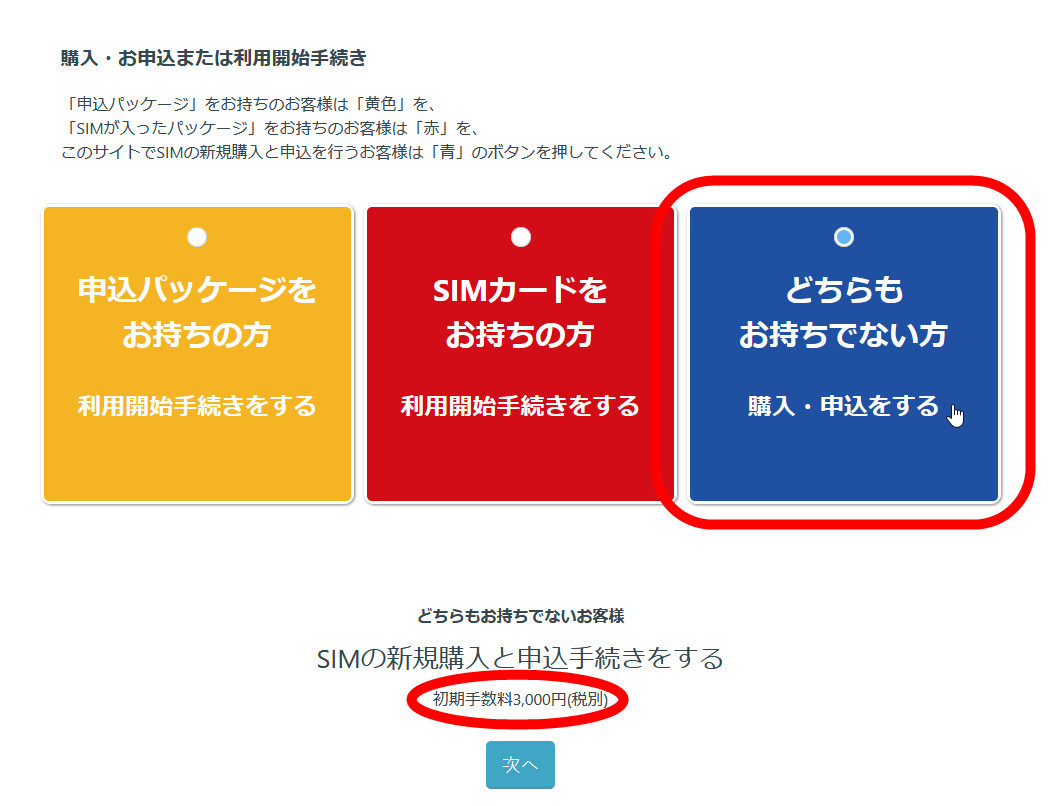 購入・お申込または利用開始手続き
「申込パッケージ」をお持ちのお客様は「黄色」を、
「SIMが入ったパッケージ」をお持ちのお客様は「赤」を、
このサイトでSIMの新規購入と申込を行うお客様は「青」のボタンを押してください。
申込パッケージを
お持ちの方
利用開始手続きをする
SIMカードを
お持ちの方
利用開始手続きをする
どちらも
お持ちでない方
購入・申込をする
どちらもお持ちでないお客様
SIMの新規購入と申込手続きをする
初期手数料3,000円(税別)
次へ